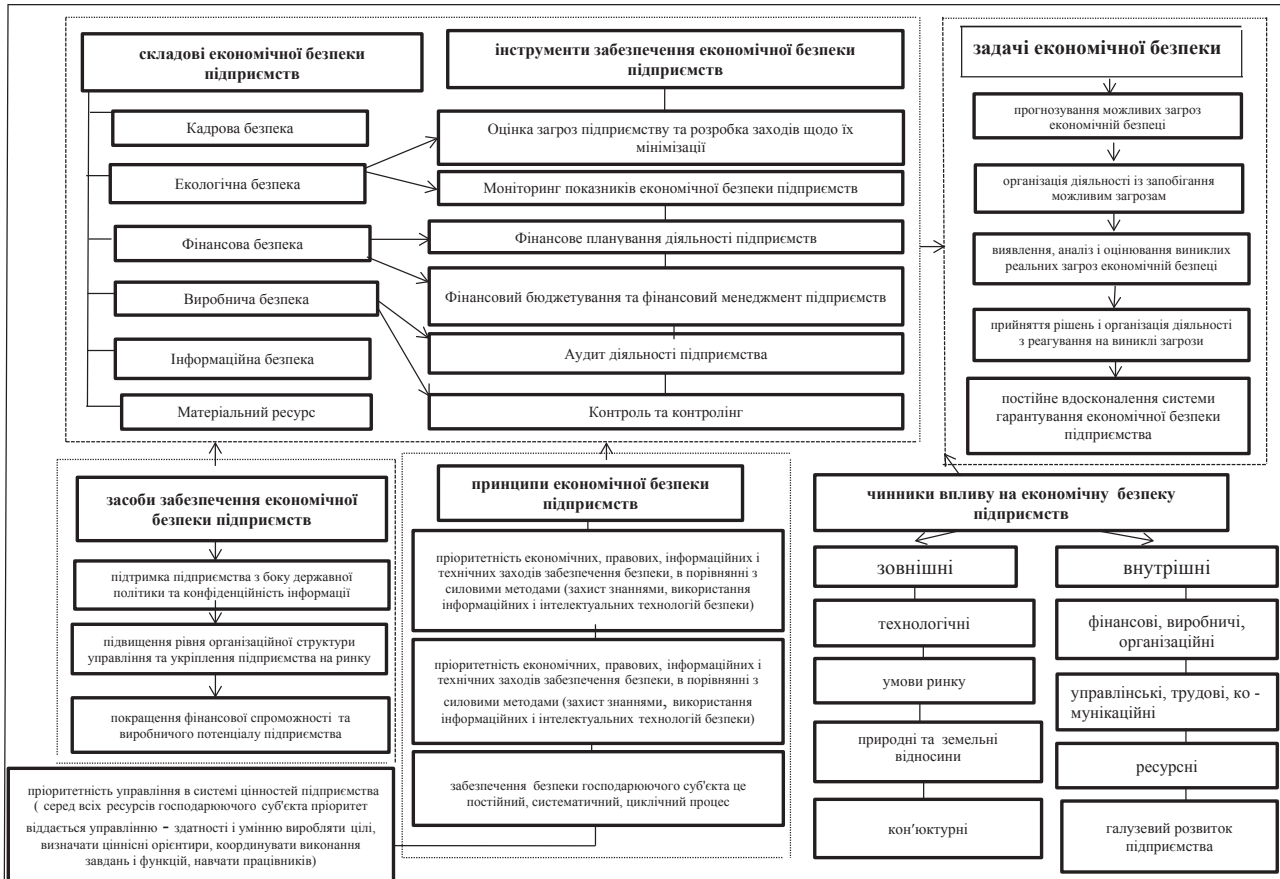 складові економічної безпеки
підприємств
Кадрова безпека
Екологічна безпека
Фінансова безпека
Виробнича безпека
Інформаційна безпека
Матеріальний ресурс
інструменти забезпечення економічної безпеки
підприємств
Оцінка загроз підприємству та розробка заходів щодо їх
мінімізації
Моніторинг показників економічної безпеки підприємств
Фінансове планування діяльності підприємств
Фінансовий бюджетування та фінансовий менеджмент підприємств
Аудит діяльності підприємства
Контроль та контролінг
задачі економічної безпеки
прогнозування можливих загроз
економічній безпеці
організація діяльності із запобігання
можливим загрозам
виявлення, аналіз і оцінювання виниклих
реальних загроз економічній безпеці
прийняття рішень і організація діяльності
з реагування на виниклі загрози
постійне вдосконалення системи
гарантування економічної безпеки
підприємства
засоби забезпечення економічної
безпеки підприємств
підтримка підприємства з боку державної
політики та конфіденційність інформації
підвищення рівня організаційної структури
управління та укріплення підприємства на ринку
покращення фінансової спроможності та
виробничого потенціалу підприємства
пріоритетність управління в системі цінностей підприємства
( серед всіх ресурсів господарюючого суб'єкта пріоритет
віддається управлінню - здатності і умінню виробляти цілі,
визначати ціннісні орієнтири, координувати виконання
завдань і функцій, навчати працівників)
принципи економічної безпеки
підприємств
пріоритетність економічних, правових, інформаційних і
технічних заходів забезпечення безпеки, в порівнянні з
силовими методами (захист знаннями, використання
інформаційних і інтелектуальних технологій безпеки)
пріоритетність економічних, правових, інформаційних і
технічних заходів забезпечення безпеки, в порівнянні з
силовими методами (захист знаннями, використання
інформаційних і інтелектуальних технологій безпеки)
забезпечення безпеки господарюючого суб'єкта це
постійний, систематичний, циклічний процес
чинники впливу на економічну безпеку
підприємств
зовнішні
технологічні
умови ринку
природні та земельні
відносини
кон'юктурні
внутрішні
фінансові, виробничі,
організаційні
управлінські, трудові, ко -
мунікаційні
ресурсні
галузевий розвиток
підприємства